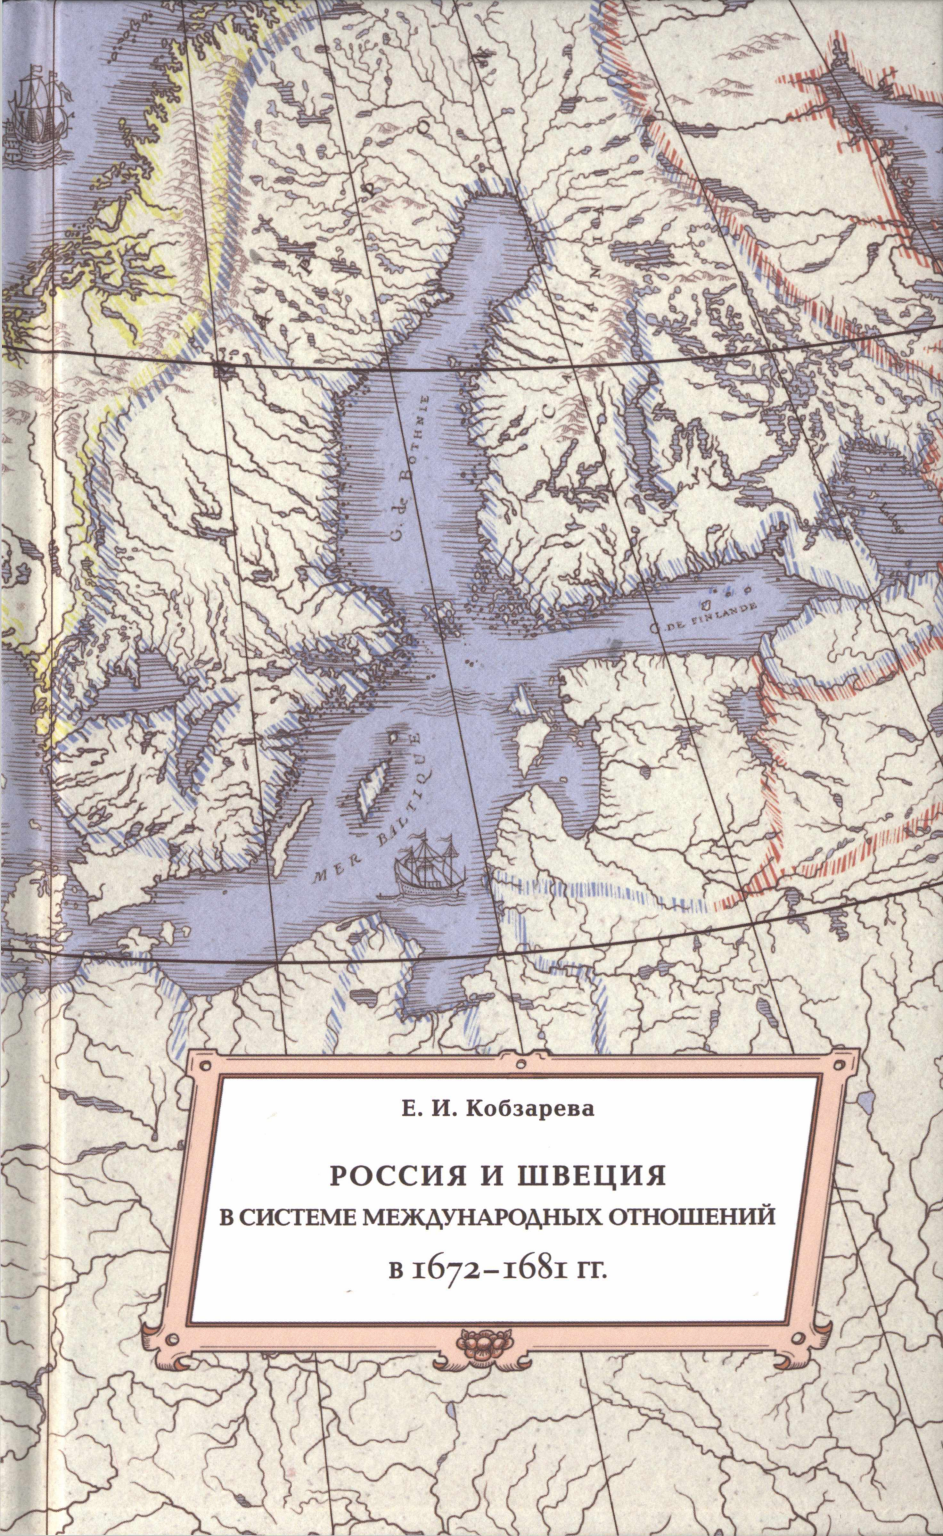 G. de BOTHNIE
G. DE FINLANDE
MER BALTIQUE
Е. И. Кобзарева
РОССИЯ И ШВЕЦИЯ
В СИСТЕМЕ МЕЖДУНАРОДНЫХ ОТНОШЕНИЙ
В 1672–1681 ГГ.